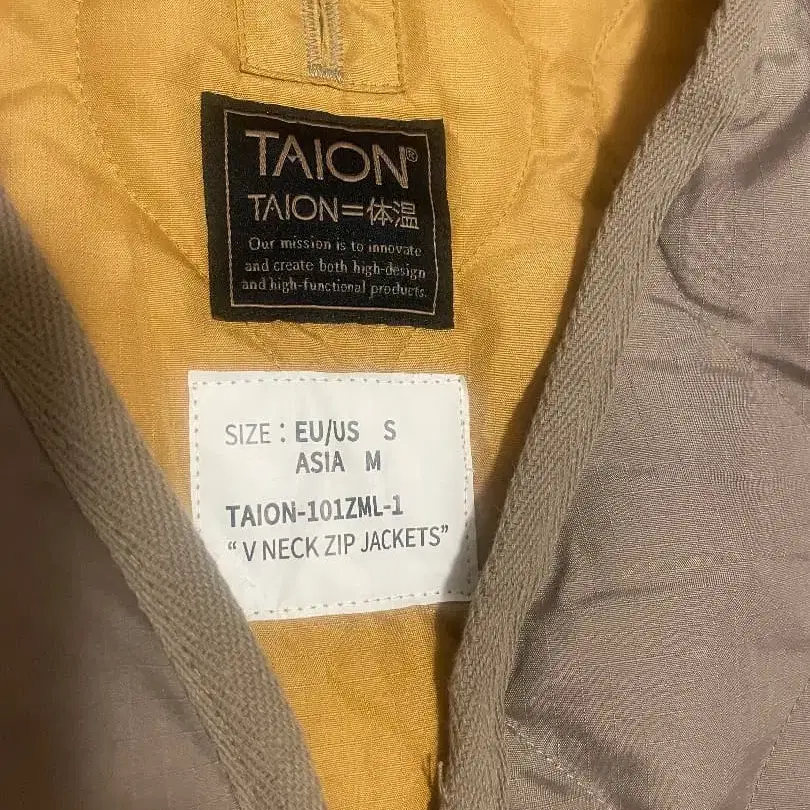 TAION®
TAION=体温
Our mission is to innovate
and create both high-design
and high-functional products.
SIZE : EU/US S
ASIA M
TAION-101ZML-1
“ V NECK ZIP JACKETS”